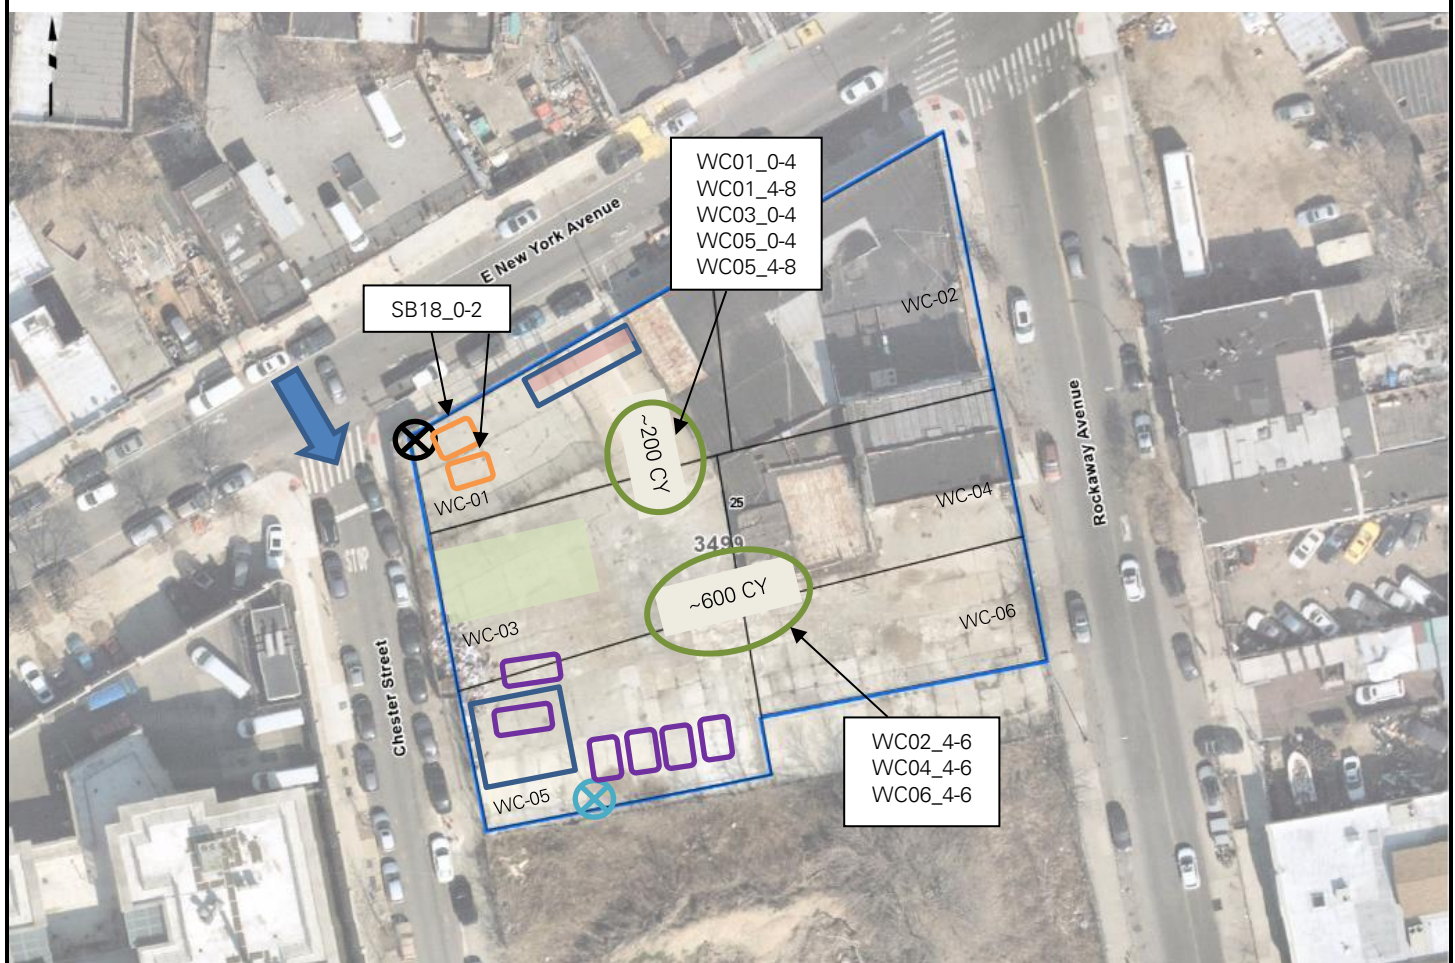 WC01_0-4
WC01_4-8
WC03_0-4
WC05_0-4
WC05_4-8
E New York Avenue
SB18_0-2
WC-02
~200 CY
WC-01
WC-04
25
3499
Rockaway Avenue
~600 CY
WC-03
WC-06
Chester Street
WC02_4-6
WC04_4-6
WC06_4-6
WC-05